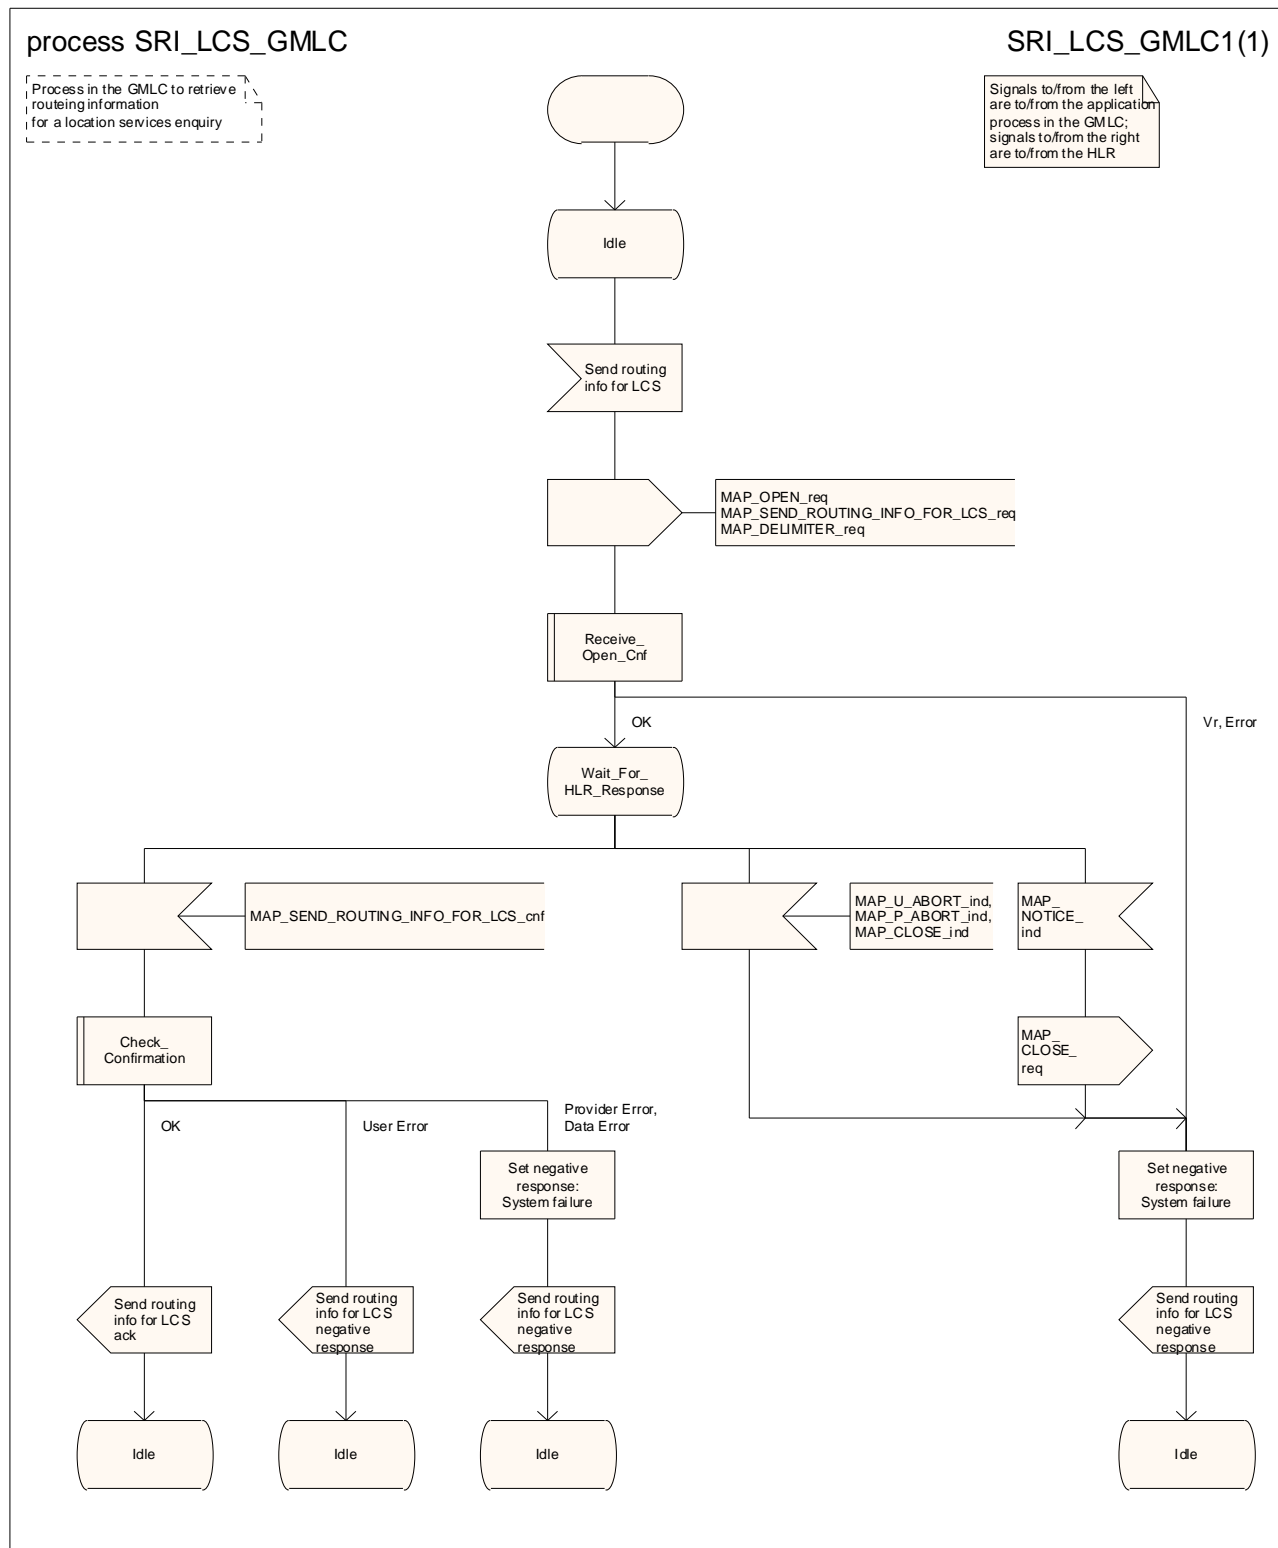 process SRI_LCS_GMLC
SRI_LCS_GMLC1(1)
Process in the GMLC to retrieve
routeing information
for a location services enquiry
Signals to/from the left
are to/from the application
process in the GMLC;
signals to/from the right
are to/from the HLR
Idle
Send routing
info for LCS
MAP_OPEN_req
MAP_SEND_ROUTING_INFO_FOR_LCS_req
MAP_DELIMITER_req
Receive_
Open_Cnf
OK
Vr, Error
Wait_For_
HLR_Response
MAP_SEND_ROUTING_INFO_FOR_LCS_cnf
MAP_U_ABORT_ind,
MAP_P_ABORT_ind,
MAP_CLOSE_ind
MAP_
NOTICE_
ind
Check_
Confirmation
MAP_
CLOSE_
req
OK
User Error
Provider Error,
Data Error
Set negative
response:
System failure
Set negative
response:
System failure
Send routing
info for LCS
ack
Send routing
info for LCS
negative
response
Send routing
info for LCS
negative
response
Send routing
info for LCS
negative
response
Idle
Idle
Idle
Idle